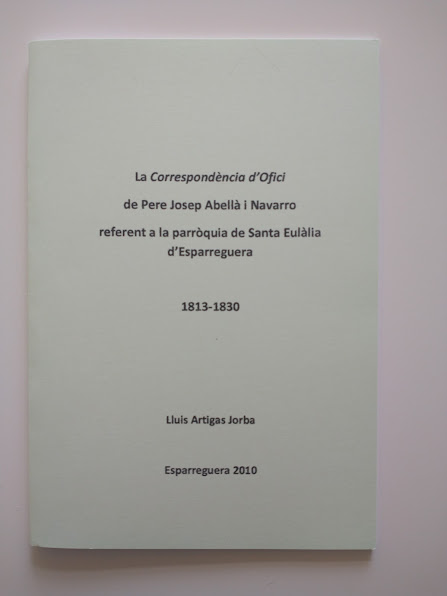 La Correspondència d'Ofici
de Pere Josep Abellà i Navarro
referent a la parròquia de Santa Eulàlia
d'Esparreguera
1813-1830
Lluis Artigas Jorba
Esparreguera 2010